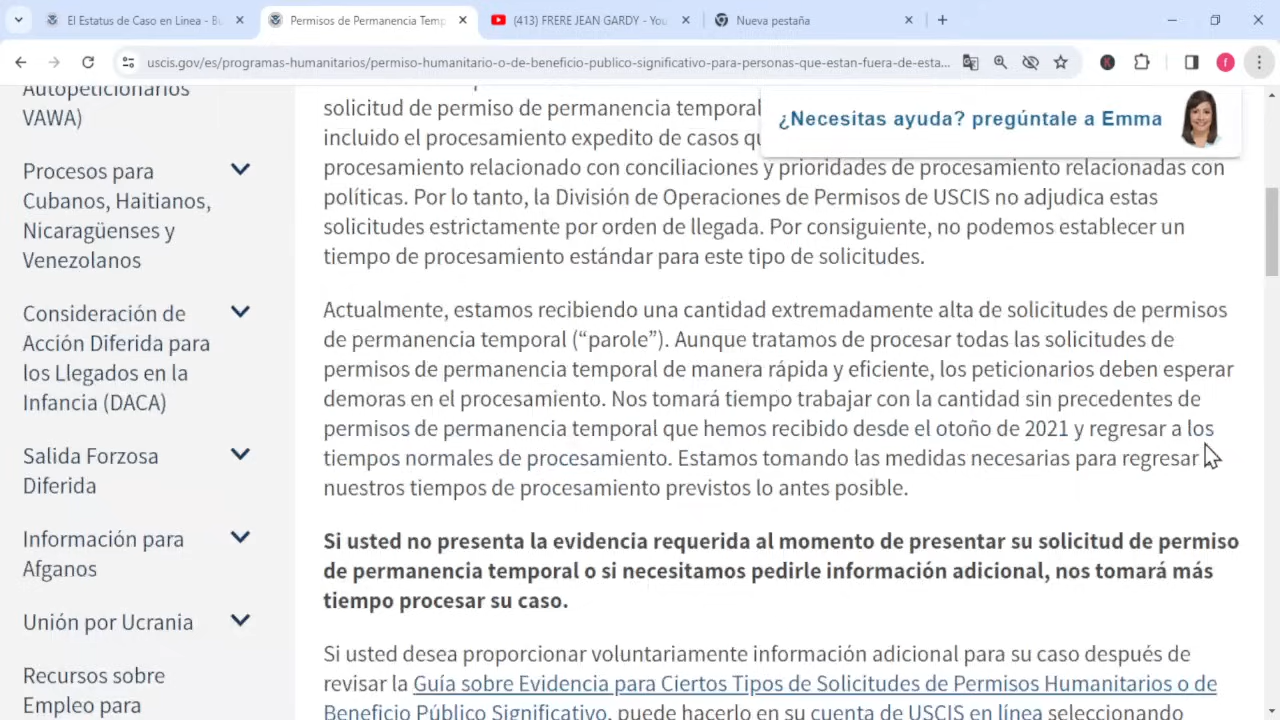 El Estatus de Caso en Línea - Bu
Permisos de Permanencia Temp
(413) FRERE JEAN GARDY - You
Nueva pestaña
uscis.gov/es/programas-humanitarios/permiso-humanitario-o-de-beneficio-publico-significativo-para-personas-que-estan-fuera-de-esta...
f
Autopeticionarios
VAWA)
Procesos para
Cubanos, Haitianos,
Nicaragüenses y
Venezolanos
Consideración de
Acción Diferida para
los Llegados en la
Infancia (DACA)
Salida Forzosa
Diferida
Información para
Afganos
Unión por Ucrania
Recursos sobre
Empleo para
¿Necesitas ayuda? pregúntale a Emma
solicitud de permiso de permanencia temporal
incluido el procesamiento expedito de casos qu
procesamiento relacionado con conciliaciones y prioridades de procesamiento relacionadas con
políticas. Por lo tanto, la División de Operaciones de Permisos de USCIS no adjudica estas
solicitudes estrictamente por orden de llegada. Por consiguiente, no podemos establecer un
tiempo de procesamiento estándar para este tipo de solicitudes.
Actualmente, estamos recibiendo una cantidad extremadamente alta de solicitudes de permisos
de permanencia temporal (“parole”). Aunque tratamos de procesar todas las solicitudes de
permisos de permanencia temporal de manera rápida y eficiente, los peticionarios deben esperar
demoras en el procesamiento. Nos tomará tiempo trabajar con la cantidad sin precedentes de
permisos de permanencia temporal que hemos recibido desde el otoño de 2021 y regresar a los
tiempos normales de procesamiento. Estamos tomando las medidas necesarias para regresar
nuestros tiempos de procesamiento previstos lo antes posible.
Si usted no presenta la evidencia requerida al momento de presentar su solicitud de permiso
de permanencia temporal o si necesitamos pedirle información adicional, nos tomará más
tiempo procesar su caso.
Si usted desea proporcionar voluntariamente información adicional para su caso después de
revisar la Guía sobre Evidencia para Ciertos Tipos de Solicitudes de Permisos Humanitarios o de
Beneficio Público Significativo, puede hacerlo en su cuenta de USCIS en línea seleccionando